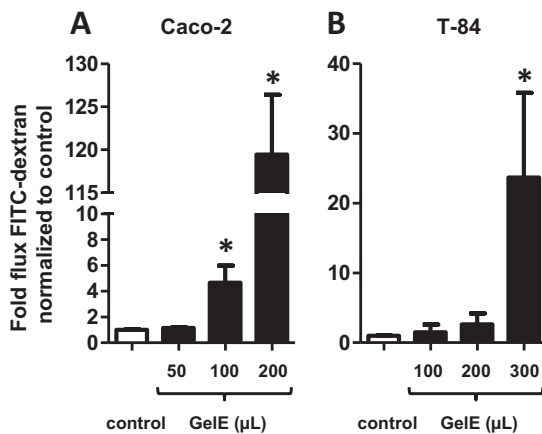 A Caco-2
Fold flux FITC-dextran
normalized to control
130
125
120
115
10
8
6
4
2
0
*
*
50 100 200
control GelE (µL)
B T-84
40
30
20
10
0
*
100 200 300
control GelE (µL)